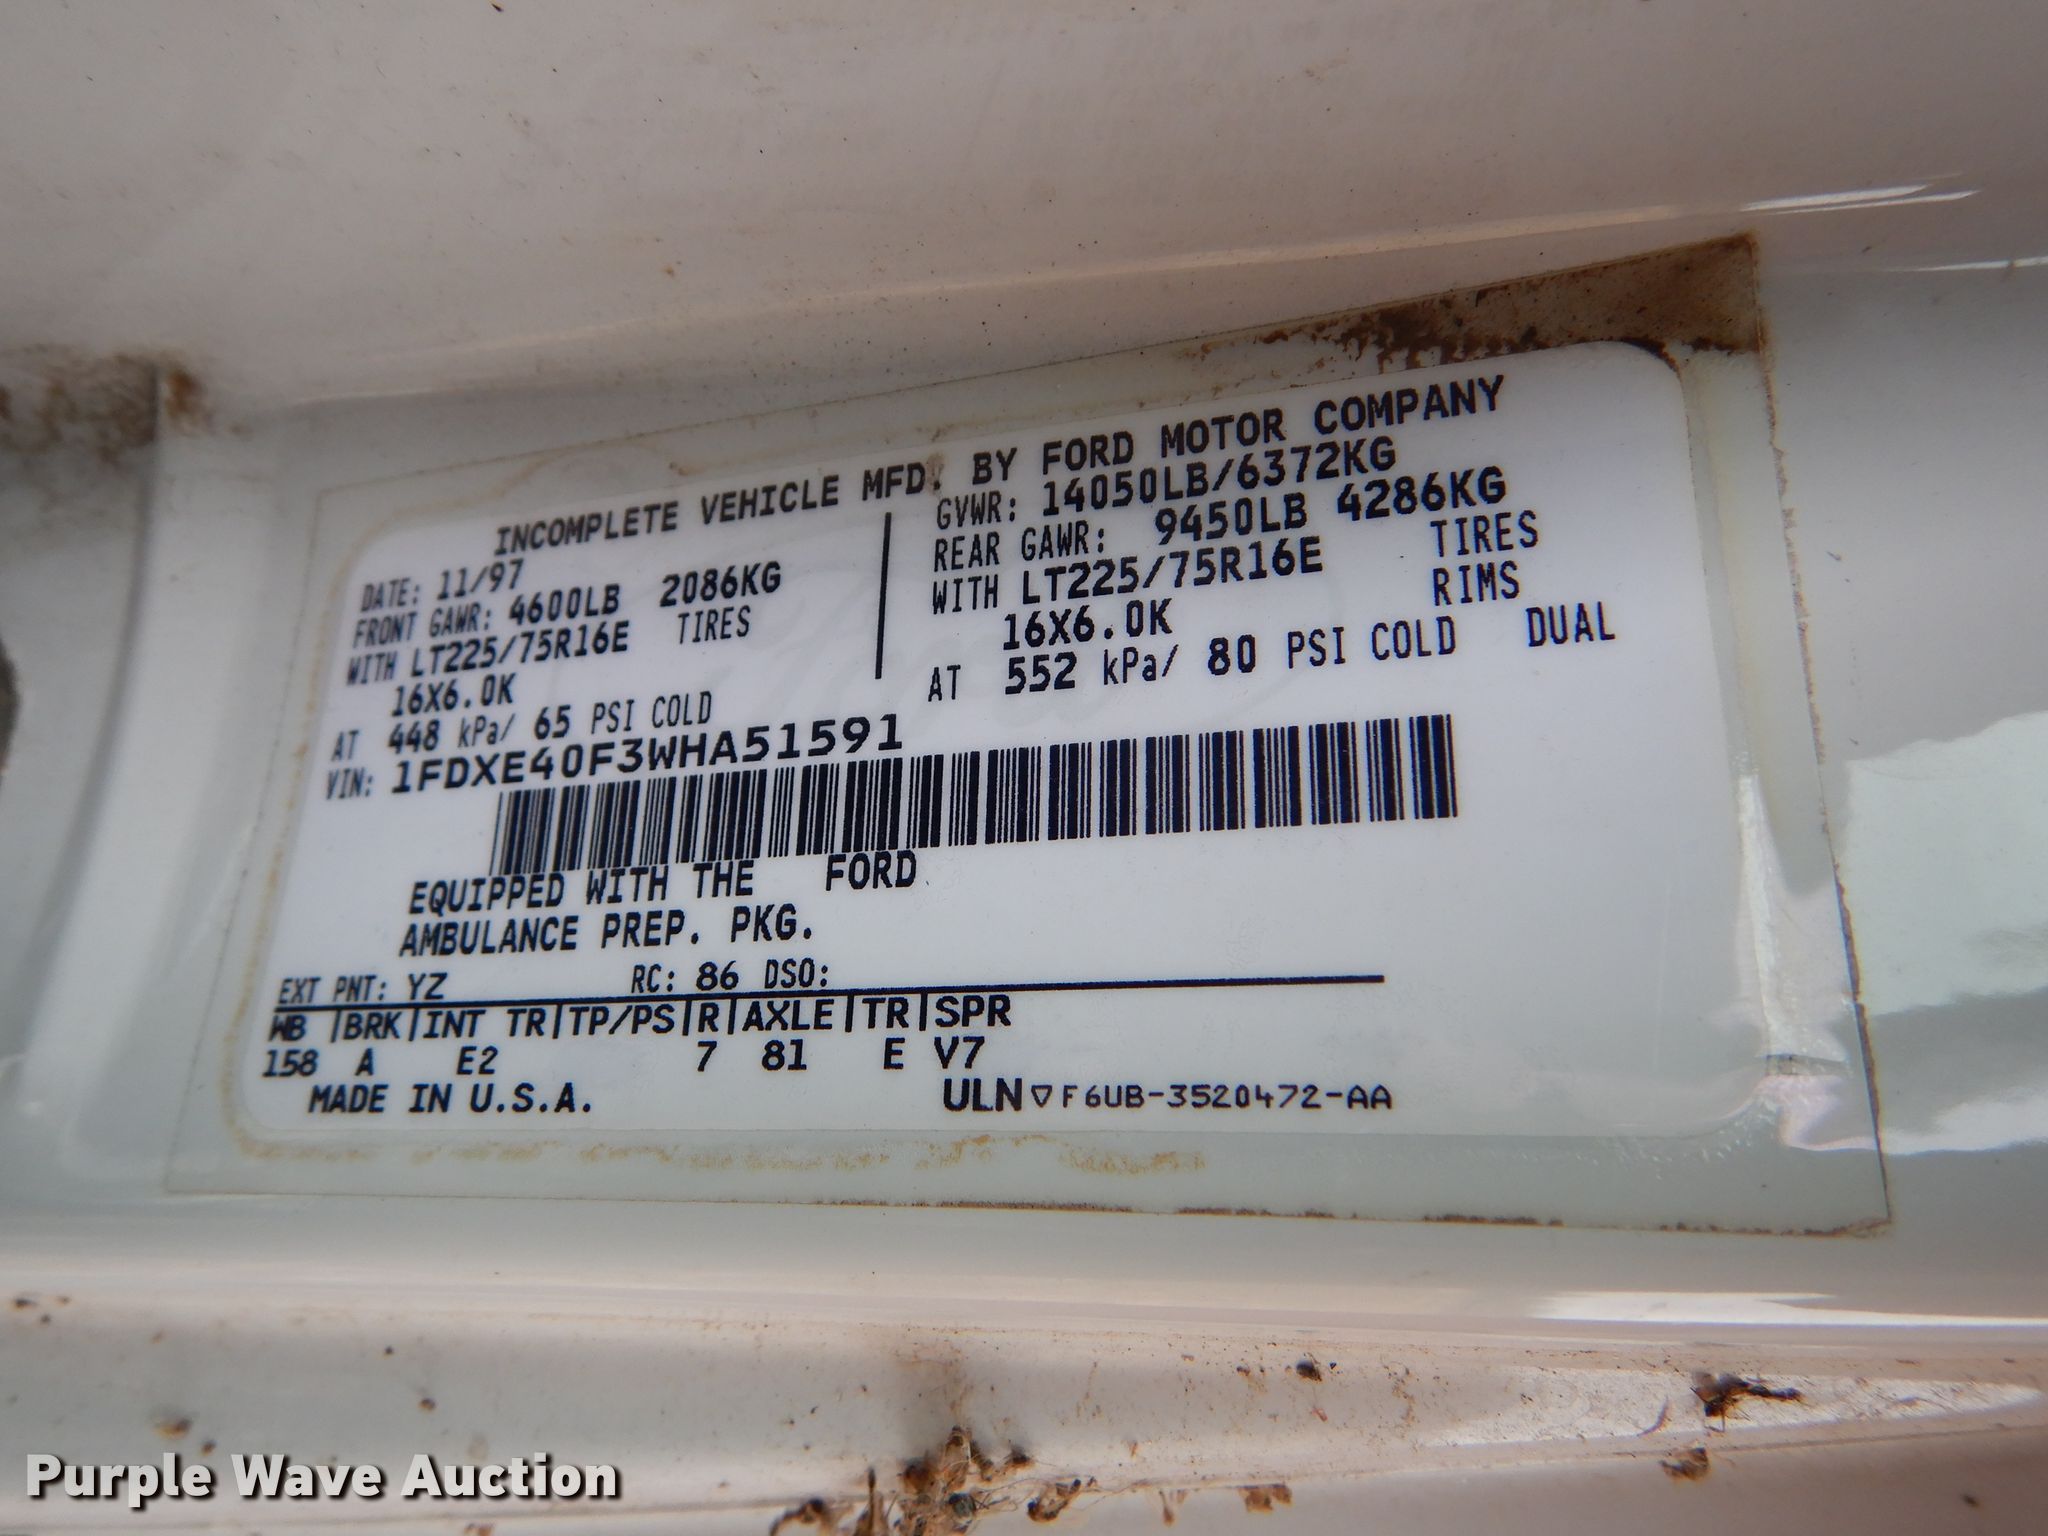 INCOMPLETE VEHICLE MFD. BY FORD MOTOR COMPANY
DATE: 11/97
FRONT GAWR: 4600LB 2086KG
WITH LT225/75R16E TIRES
16X6.0K
AT 448 kPa/ 65 PSI COLD
GVWR: 14050LB/6372KG
REAR GAWR: 9450LB 4286KG
WITH LT225/75R16E TIRES
16X6.0K RIMS
AT 552 kPa/ 80 PSI COLD DUAL
VIN: 1FDXE40F3WHA51591
EQUIPPED WITH THE FORD
AMBULANCE PREP. PKG.
EXT PNT: YZ RC: 86 DSO:
WB |BRK|INT TR|TP/PS|R|AXLE|TR|SPR
158 A E2 7 81 E V7
MADE IN U.S.A. ULN ▽ F6UB-3520472-AA
Purple Wave Auction